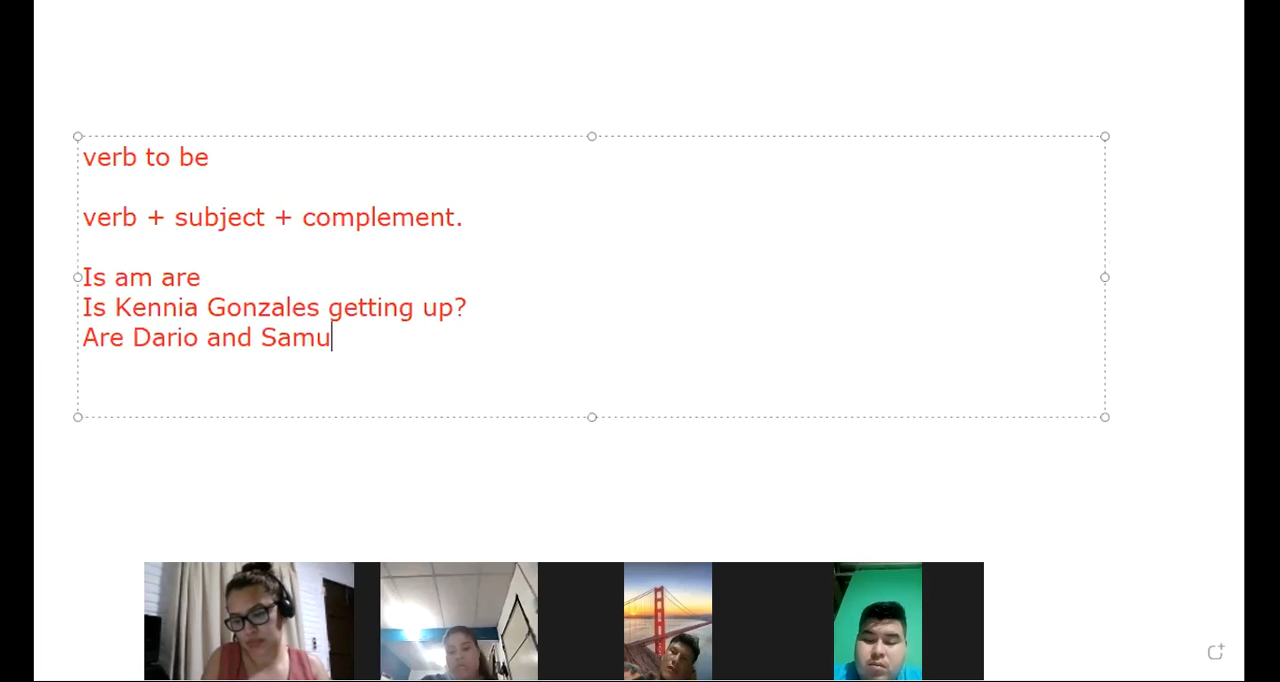 verb to be
verb + subject + complement.
Is am are
Is Kennia Gonzales getting up?
Are Dario and Samu